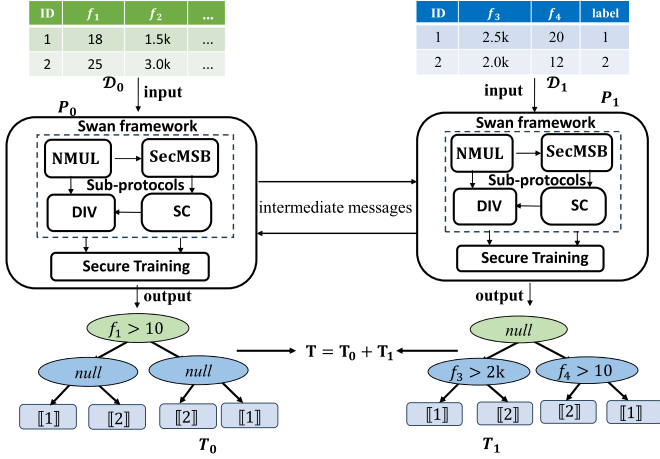 ID f₁ f₂ ...
1 18 1.5k ...
2 25 3.0k ...
𝒟₀
input
P₀
Swan framework
NMUL
SecMSB
Sub-protocols
DIV
SC
Secure Training
output
f₁ > 10
null
null
⟦1⟧
⟦2⟧
⟦2⟧
⟦1⟧
T₀
intermediate messages
T = T₀ + T₁
ID f₃ f₄ label
1 2.5k 20 1
2 2.0k 12 2
input
𝒟₁
P₁
Swan framework
NMUL
SecMSB
Sub-protocols
DIV
SC
Secure Training
output
null
f₃ > 2k
f₄ > 10
⟦1⟧
⟦2⟧
⟦2⟧
⟦1⟧
T₁